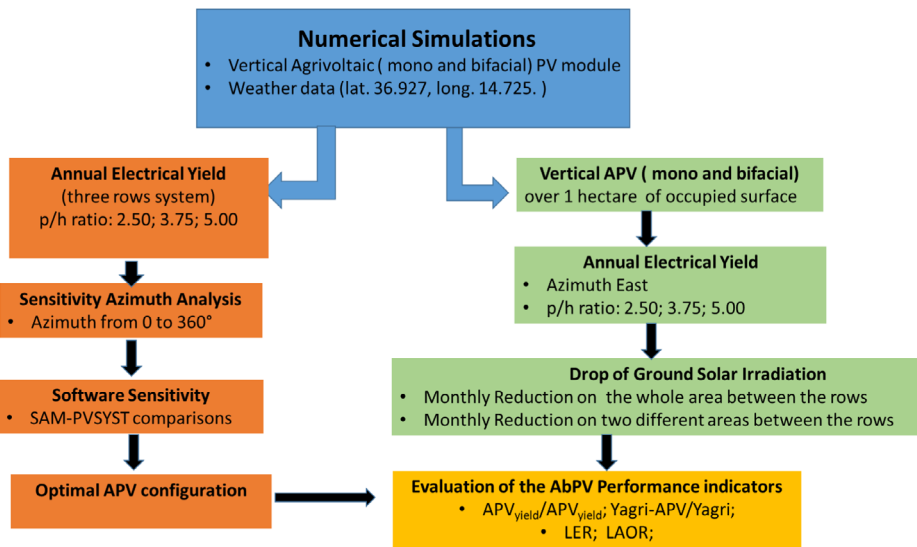 Numerical Simulations
• Vertical Agrivoltaic ( mono and bifacial) PV module
• Weather data (lat. 36.927, long. 14.725. )
Annual Electrical Yield
(three rows system)
p/h ratio: 2.50; 3.75; 5.00
Sensitivity Azimuth Analysis
• Azimuth from 0 to 360°
Software Sensitivity
• SAM-PVSYST comparisons
Optimal APV configuration
Vertical APV ( mono and bifacial)
over 1 hectare of occupied surface
Annual Electrical Yield
• Azimuth East
• p/h ratio: 2.50; 3.75; 5.00
Drop of Ground Solar Irradiation
• Monthly Reduction on the whole area between the rows
• Monthly Reduction on two different areas between the rows
Evaluation of the AbPV Performance indicators
• APVyield/APVyield; Yagri-APV/Yagri;
• LER; LAOR;